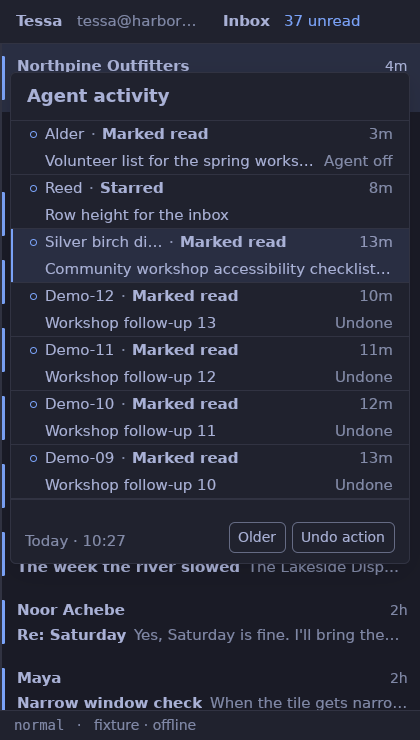 Tessa tessa@harbor… Inbox 37 unread
Northpine Outfitters 4m
Agent activity
Alder · Marked read 3m
Volunteer list for the spring works… Agent off
Reed · Starred 8m
Row height for the inbox
Silver birch di… · Marked read 13m
Community workshop accessibility checklist…
Demo-12 · Marked read 10m
Workshop follow-up 13 Undone
Demo-11 · Marked read 11m
Workshop follow-up 12 Undone
Demo-10 · Marked read 12m
Workshop follow-up 11 Undone
Demo-09 · Marked read 13m
Workshop follow-up 10 Undone
Today · 10:27 Older Undo action
The week the river slowed The Lakeside Disp…
Noor Achebe 2h
Re: Saturday Yes, Saturday is fine. I'll bring the…
Maya 2h
Narrow window check When the tile gets narro…
normal · fixture · offline